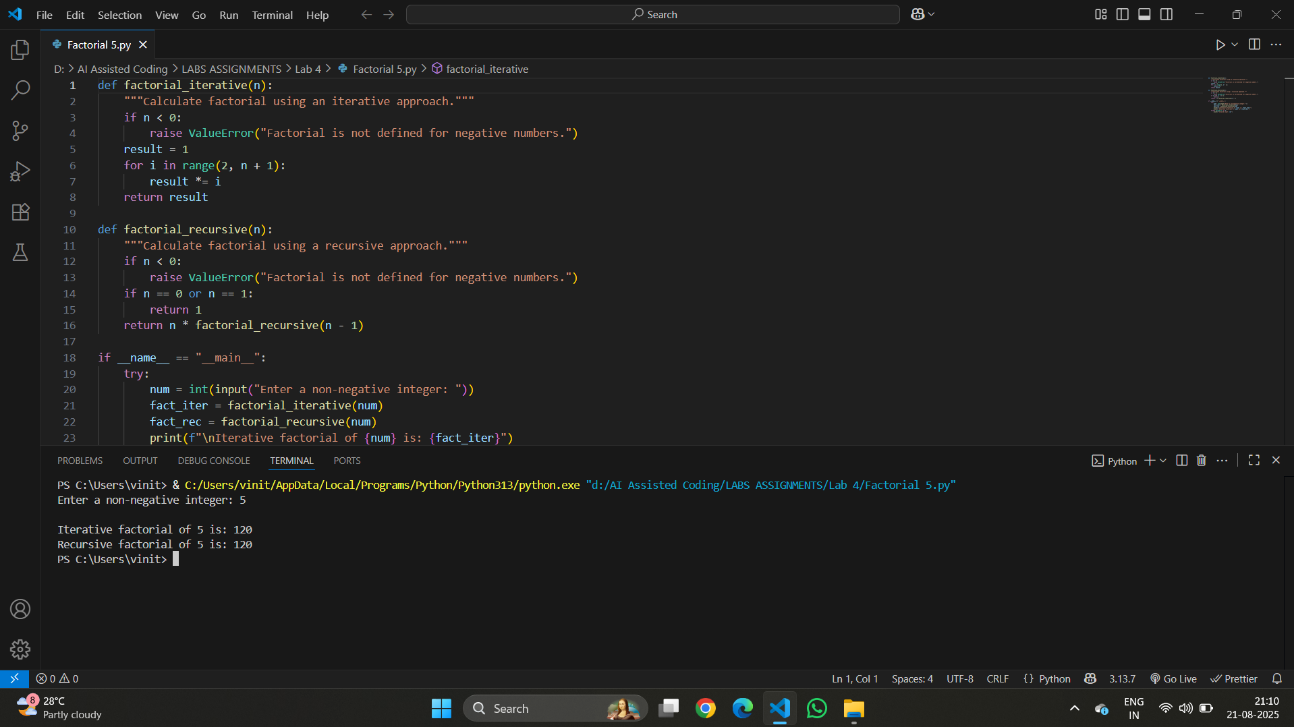 File Edit Selection View Go Run Terminal Help
Search
Factorial 5.py
D: > AI Assisted Coding > LABS ASSIGNMENTS > Lab 4 > Factorial 5.py > factorial_iterative
1 def factorial_iterative(n):
2     """Calculate factorial using an iterative approach."""
3     if n < 0:
4         raise ValueError("Factorial is not defined for negative numbers.")
5     result = 1
6     for i in range(2, n + 1):
7         result *= i
8     return result
9
10 def factorial_recursive(n):
11     """Calculate factorial using a recursive approach."""
12     if n < 0:
13         raise ValueError("Factorial is not defined for negative numbers.")
14     if n == 0 or n == 1:
15         return 1
16     return n * factorial_recursive(n - 1)
17
18 if __name__ == "__main__":
19     try:
20         num = int(input("Enter a non-negative integer: "))
21         fact_iter = factorial_iterative(num)
22         fact_rec = factorial_recursive(num)
23         print(f"\nIterative factorial of {num} is: {fact_iter}")
PROBLEMS OUTPUT DEBUG CONSOLE TERMINAL PORTS
Python
PS C:\Users\vinit> & C:/Users/vinit/AppData/Local/Programs/Python/Python313/python.exe "d:/AI Assisted Coding/LABS ASSIGNMENTS/Lab 4/Factorial 5.py"
Enter a non-negative integer: 5

Iterative factorial of 5 is: 120
Recursive factorial of 5 is: 120
PS C:\Users\vinit>
0 0 Ln 1, Col 1 Spaces: 4 UTF-8 CRLF {} Python 3.13.7 Go Live Prettier
8
28°C
Partly cloudy
Search
ENG
IN
21:10
21-08-2025